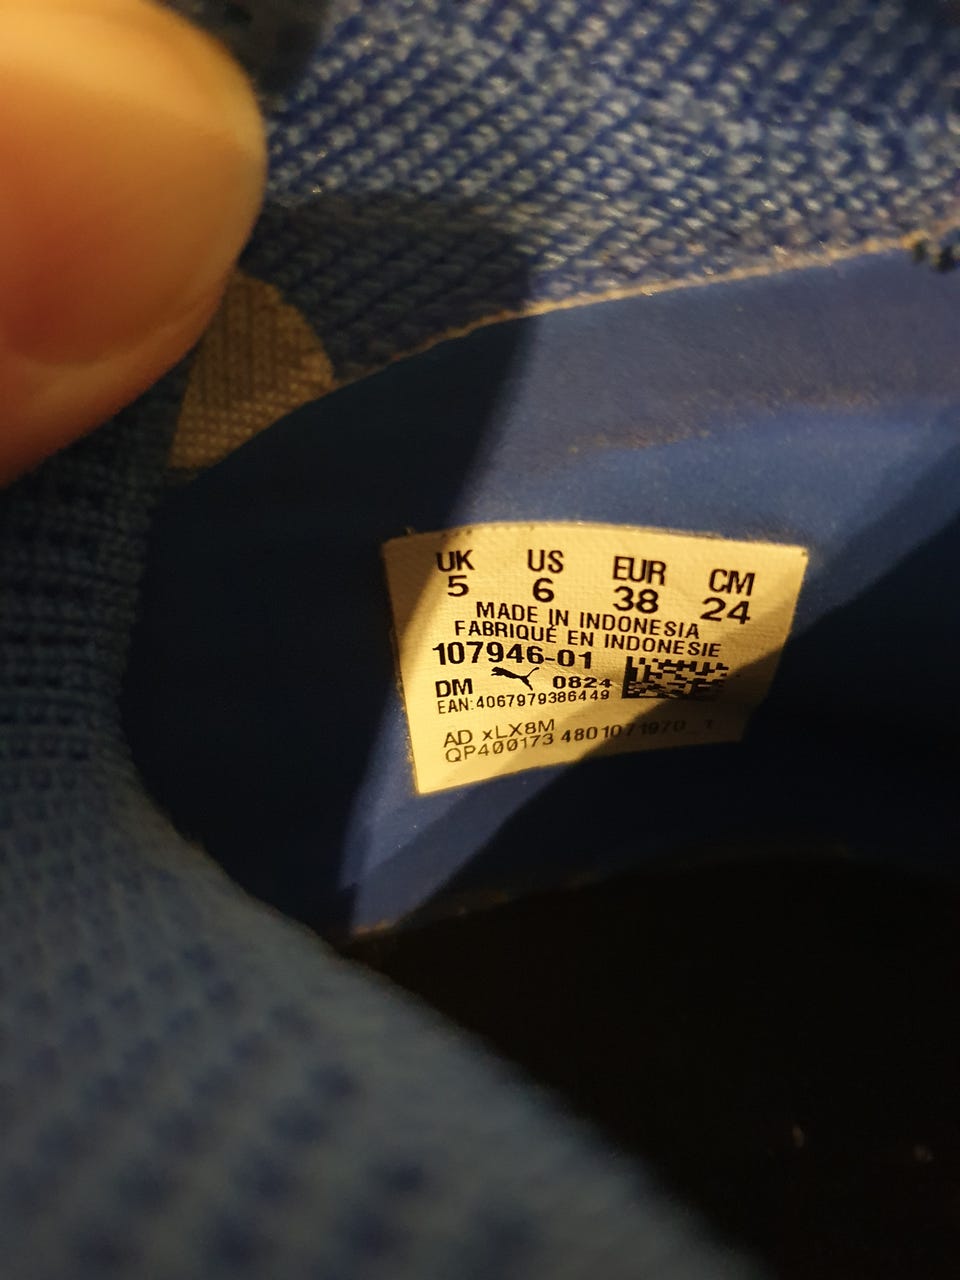 UK US EUR CM
5 6 38 24
MADE IN INDONESIA
FABRIQUÉ EN INDONESIE
107946-01
DM 0824
EAN:4067979386449
AD xLX8M
QP400173 4801071970_1